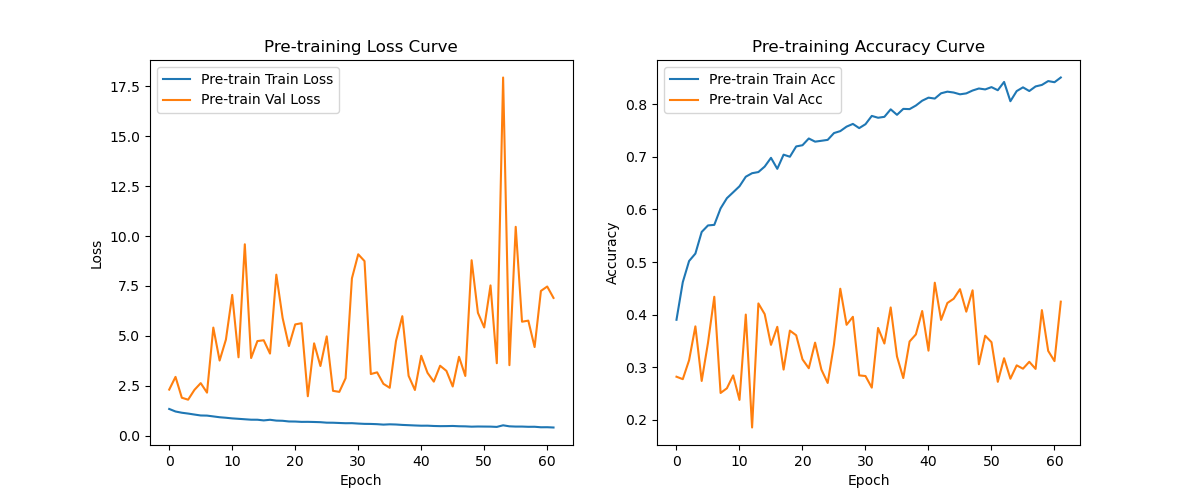 Pre-training Loss Curve
Pre-train Train Loss
Pre-train Val Loss
17.5
15.0
12.5
10.0
7.5
5.0
2.5
0.0
Loss
0 10 20 30 40 50 60
Epoch
Pre-training Accuracy Curve
Pre-train Train Acc
Pre-train Val Acc
0.8
0.7
0.6
0.5
0.4
0.3
0.2
Accuracy
0 10 20 30 40 50 60
Epoch